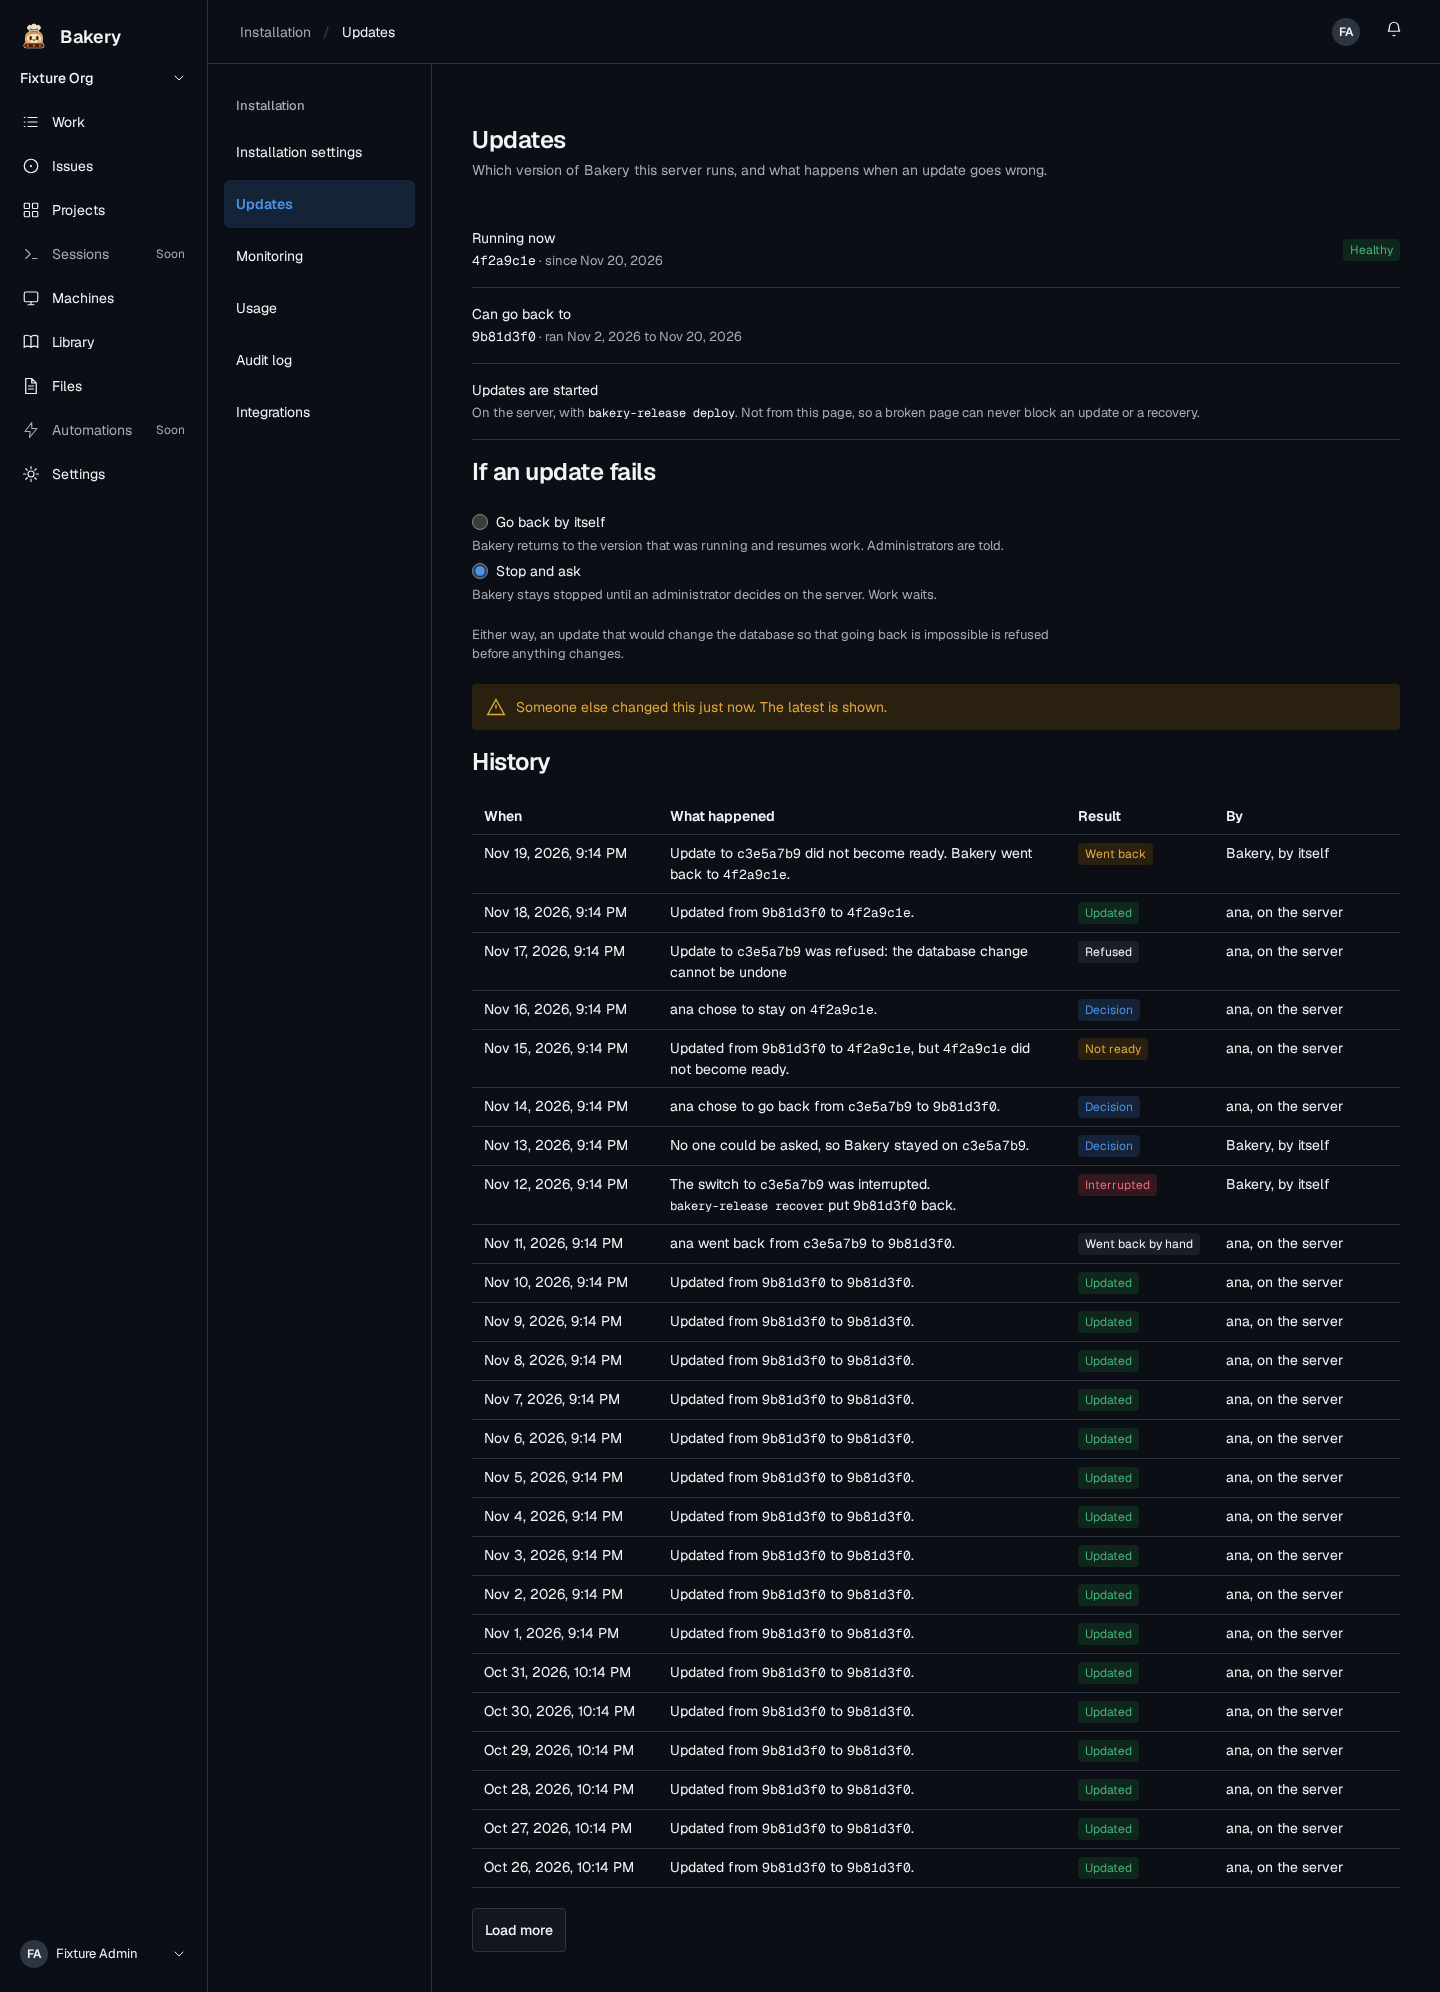 Bakery
Fixture Org
Work
Issues
Projects
Sessions Soon
Machines
Library
Files
Automations Soon
Settings
FA Fixture Admin
Installation / Updates
FA
Installation
Installation settings
Updates
Monitoring
Usage
Audit log
Integrations
Updates
Which version of Bakery this server runs, and what happens when an update goes wrong.
Running now
4f2a9c1e · since Nov 20, 2026
Healthy
Can go back to
9b81d3f0 · ran Nov 2, 2026 to Nov 20, 2026
Updates are started
On the server, with bakery-release deploy. Not from this page, so a broken page can never block an update or a recovery.
If an update fails
Go back by itself
Bakery returns to the version that was running and resumes work. Administrators are told.
Stop and ask
Bakery stays stopped until an administrator decides on the server. Work waits.
Either way, an update that would change the database so that going back is impossible is refused
before anything changes.
Someone else changed this just now. The latest is shown.
History
When What happened Result By
Nov 19, 2026, 9:14 PM Update to c3e5a7b9 did not become ready. Bakery went Went back Bakery, by itself
back to 4f2a9c1e.
Nov 18, 2026, 9:14 PM Updated from 9b81d3f0 to 4f2a9c1e. Updated ana, on the server
Nov 17, 2026, 9:14 PM Update to c3e5a7b9 was refused: the database change Refused ana, on the server
cannot be undone
Nov 16, 2026, 9:14 PM ana chose to stay on 4f2a9c1e. Decision ana, on the server
Nov 15, 2026, 9:14 PM Updated from 9b81d3f0 to 4f2a9c1e, but 4f2a9c1e did Not ready ana, on the server
not become ready.
Nov 14, 2026, 9:14 PM ana chose to go back from c3e5a7b9 to 9b81d3f0. Decision ana, on the server
Nov 13, 2026, 9:14 PM No one could be asked, so Bakery stayed on c3e5a7b9. Decision Bakery, by itself
Nov 12, 2026, 9:14 PM The switch to c3e5a7b9 was interrupted. Interrupted Bakery, by itself
bakery-release recover put 9b81d3f0 back.
Nov 11, 2026, 9:14 PM ana went back from c3e5a7b9 to 9b81d3f0. Went back by hand ana, on the server
Nov 10, 2026, 9:14 PM Updated from 9b81d3f0 to 9b81d3f0. Updated ana, on the server
Nov 9, 2026, 9:14 PM Updated from 9b81d3f0 to 9b81d3f0. Updated ana, on the server
Nov 8, 2026, 9:14 PM Updated from 9b81d3f0 to 9b81d3f0. Updated ana, on the server
Nov 7, 2026, 9:14 PM Updated from 9b81d3f0 to 9b81d3f0. Updated ana, on the server
Nov 6, 2026, 9:14 PM Updated from 9b81d3f0 to 9b81d3f0. Updated ana, on the server
Nov 5, 2026, 9:14 PM Updated from 9b81d3f0 to 9b81d3f0. Updated ana, on the server
Nov 4, 2026, 9:14 PM Updated from 9b81d3f0 to 9b81d3f0. Updated ana, on the server
Nov 3, 2026, 9:14 PM Updated from 9b81d3f0 to 9b81d3f0. Updated ana, on the server
Nov 2, 2026, 9:14 PM Updated from 9b81d3f0 to 9b81d3f0. Updated ana, on the server
Nov 1, 2026, 9:14 PM Updated from 9b81d3f0 to 9b81d3f0. Updated ana, on the server
Oct 31, 2026, 10:14 PM Updated from 9b81d3f0 to 9b81d3f0. Updated ana, on the server
Oct 30, 2026, 10:14 PM Updated from 9b81d3f0 to 9b81d3f0. Updated ana, on the server
Oct 29, 2026, 10:14 PM Updated from 9b81d3f0 to 9b81d3f0. Updated ana, on the server
Oct 28, 2026, 10:14 PM Updated from 9b81d3f0 to 9b81d3f0. Updated ana, on the server
Oct 27, 2026, 10:14 PM Updated from 9b81d3f0 to 9b81d3f0. Updated ana, on the server
Oct 26, 2026, 10:14 PM Updated from 9b81d3f0 to 9b81d3f0. Updated ana, on the server
Load more